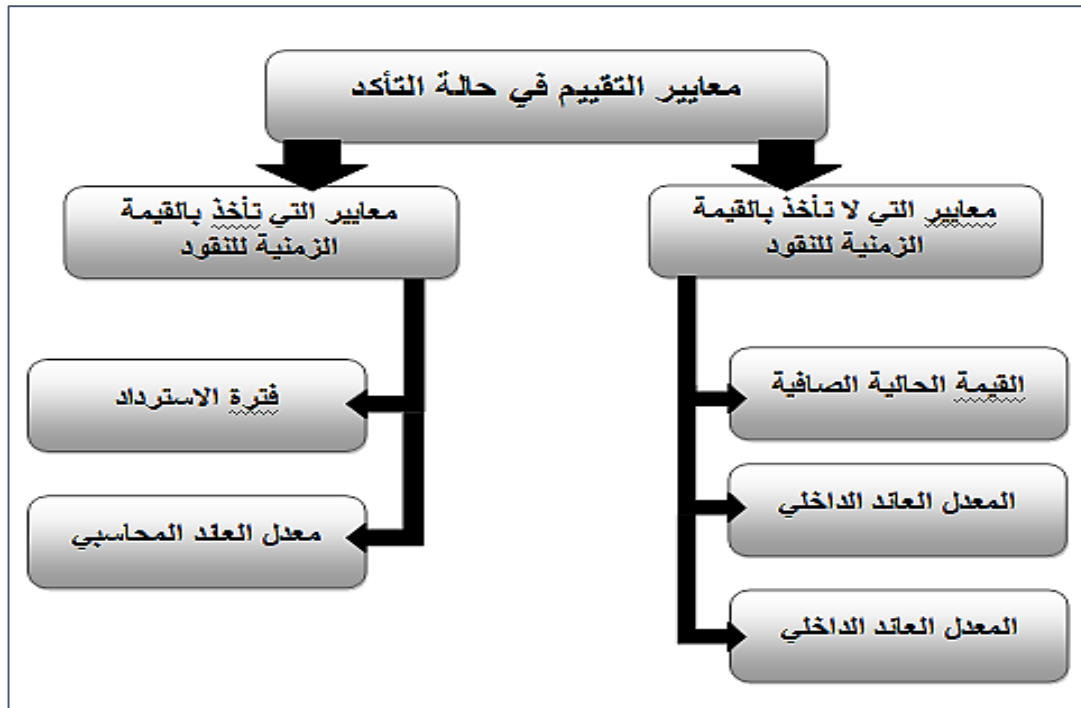 معايير التقييم في حالة التأكد
معايير التي لا تأخذ بالقيمة
الزمنية للنقود
القيمة الحالية الصافية
المعدل العائد الداخلي
المعدل العائد الداخلي
معايير التي تأخذ بالقيمة
الزمنية للنقود
فترة الاسترداد
معدل العائد المحاسبي